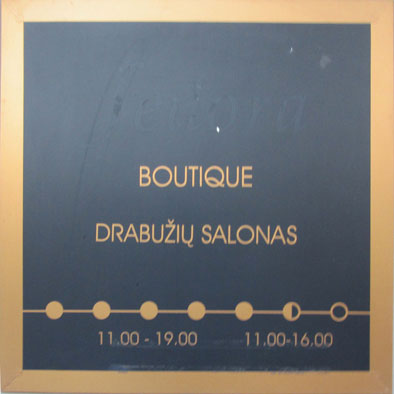 BOUTIQUE
DRABUŽIŲ SALONAS
11.00 - 19.00 11.00-16.00